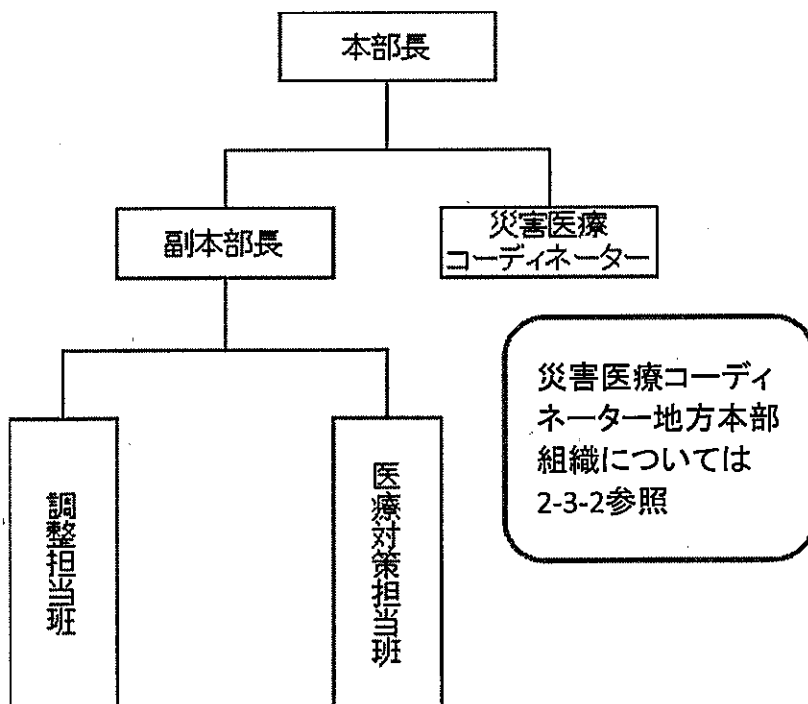 本部長
副本部長
災害医療
コーディネーター
災害医療コーディ
ネーター地方本部
組織については
2-3-2参照
調整担当班
医療対策担当班